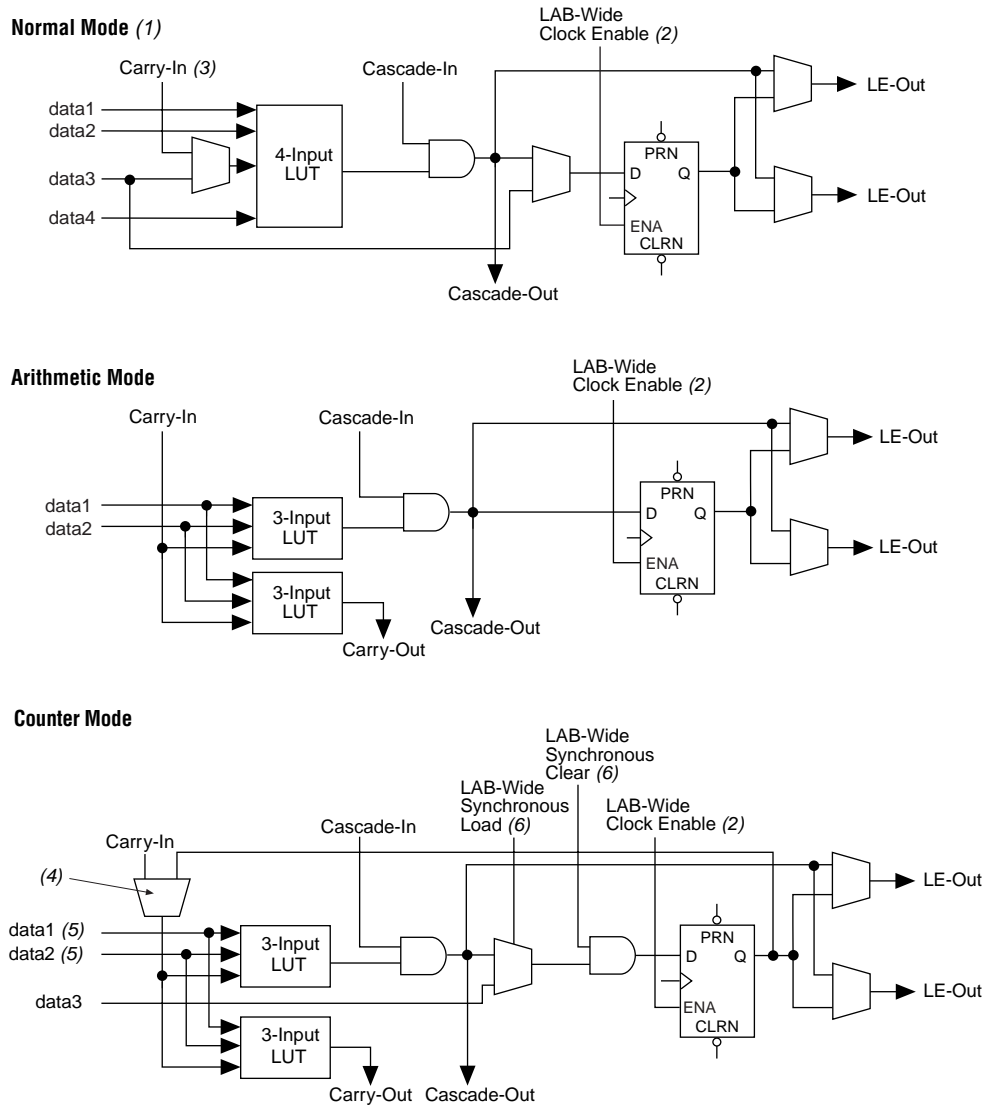 Normal Mode (1)
LAB-Wide
Clock Enable (2)
Carry-In (3)
Cascade-In
data1
data2
data3
data4
4-Input
LUT
PRN
D
Q
ENA
CLRN
LE-Out
LE-Out
Cascade-Out
Arithmetic Mode
LAB-Wide
Clock Enable (2)
Carry-In
Cascade-In
data1
data2
3-Input
LUT
3-Input
LUT
PRN
D
Q
ENA
CLRN
LE-Out
LE-Out
Cascade-Out
Carry-Out
Counter Mode
LAB-Wide
Synchronous
Clear (6)
LAB-Wide
Synchronous
Load (6)
LAB-Wide
Clock Enable (2)
Cascade-In
Carry-In
(4)
data1 (5)
data2 (5)
data3
3-Input
LUT
3-Input
LUT
PRN
D
Q
ENA
CLRN
LE-Out
LE-Out
Carry-Out
Cascade-Out